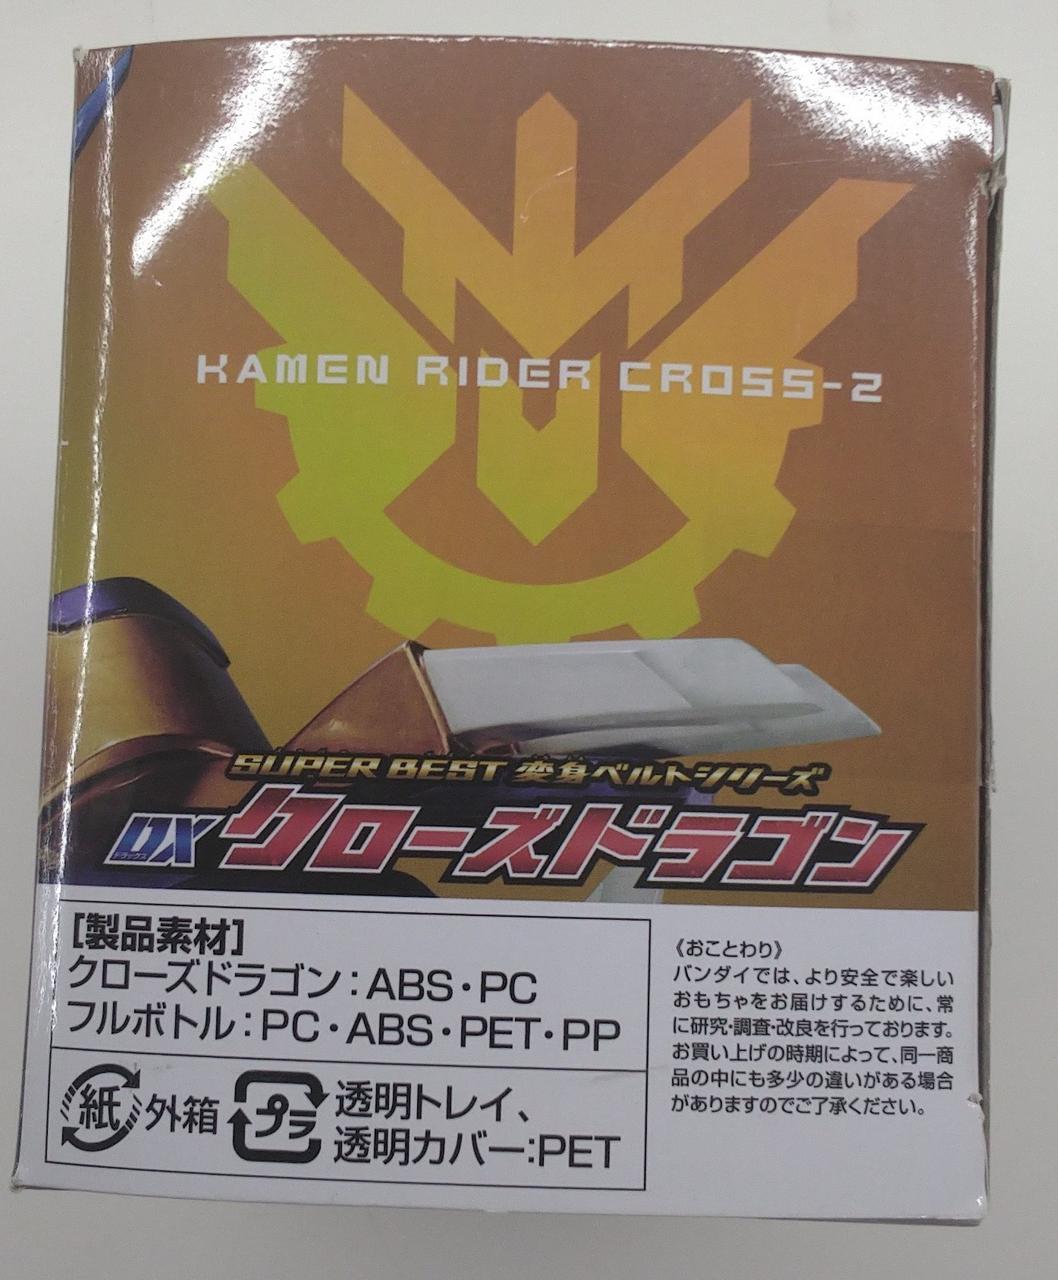 KAMEN RIDER CROSS-Z
SUPER BEST 変身ベルトシリーズ
DX クローズドラゴン
デラックス
[製品素材]
クローズドラゴン：ABS・PC
フルボトル：PC・ABS・PET・PP
紙 外箱
プラ 透明トレイ、
透明カバー:PET
《おことわり》
バンダイでは、より安全で楽しい
おもちゃをお届けするために、常
に研究・調査・改良を行っております。
お買い上げの時期によって、同一商
品の中にも多少の違いがある場合
がありますのでご了承ください。